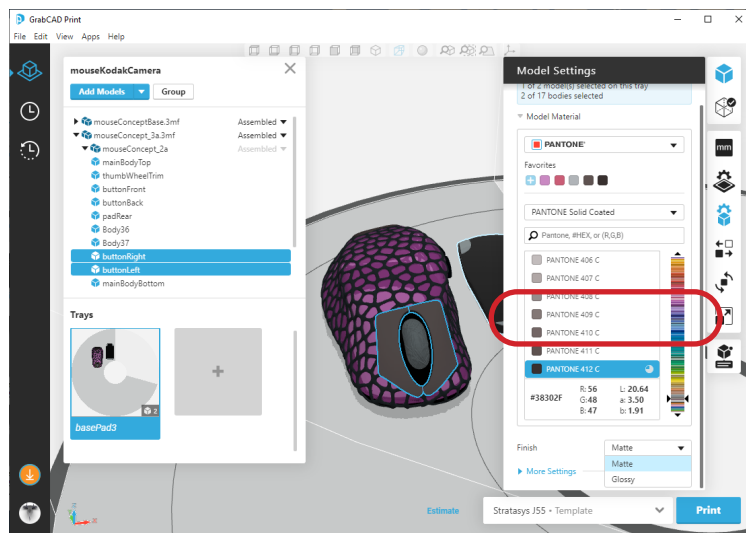 GrabCAD Print
File Edit View Apps Help
mouseKodakCamera
Add Models Group
mouseConceptBase.3mf Assembled
mouseConcept_3a.3mf Assembled
mouseConcept_2a Assembled
mainBodyTop
thumbWheelTrim
buttonFront
buttonBack
padRear
Body36
Body37
buttonRight
buttonLeft
mainBodyBottom
Trays
2
basePad3
+
Model Settings
1 of 2 model(s) selected on this tray
2 of 17 bodies selected
Model Material
PANTONE'
Favorites
PANTONE Solid Coated
Pantone, #HEX, or (R,G,B)
PANTONE 406 C
PANTONE 407 C
PANTONE 408 C
PANTONE 409 C
PANTONE 410 C
PANTONE 411 C
PANTONE 412 C
R: 56 L: 20.64
#38302F G:48 a: 3.50
B: 47 b: 1.91
Finish Matte
Matte
Glossy
More Settings
mm
Z
X
Estimate Stratasys J55 - Template Print